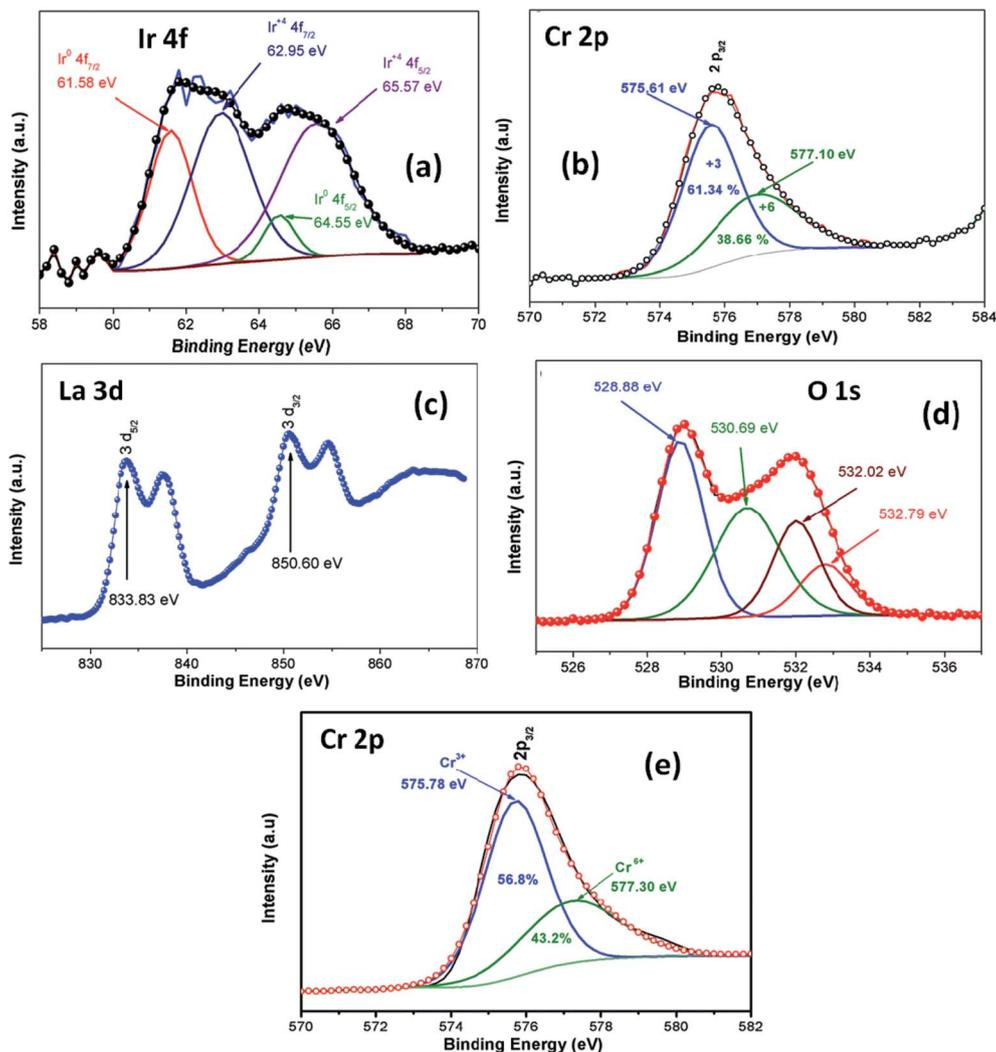 Ir 4f
Ir⁰ 4f₇/₂
61.58 eV
Ir⁺⁴ 4f₇/₂
62.95 eV
Ir⁺⁴ 4f₅/₂
65.57 eV
Ir⁰ 4f₅/₂
64.55 eV
(a)
Intensity (a.u.)
58 60 62 64 66 68 70
Binding Energy (eV)
Cr 2p
2 p₃/₂
575.61 eV
577.10 eV
+3
61.34 %
+6
38.66 %
(b)
Intensity (a.u)
570 572 574 576 578 580 582 584
Binding Energy (eV)
La 3d
3 d₅/₂
3 d₃/₂
(c)
833.83 eV
850.60 eV
Intensity (a.u.)
830 840 850 860 870
Binding Energy (eV)
O 1s
528.88 eV
530.69 eV
532.02 eV
532.79 eV
(d)
Intensity (a.u.)
526 528 530 532 534 536
Binding Energy (eV)
Cr 2p
2p₃/₂
Cr³⁺
575.78 eV
Cr⁶⁺
577.30 eV
56.8%
43.2%
(e)
Intensity (a.u)
570 572 574 576 578 580 582
Binding Energy (eV)